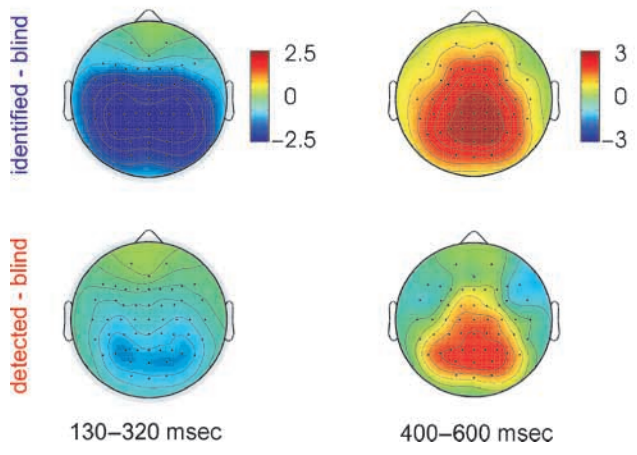 identified - blind
2.5
0
−2.5
3
0
−3
detected - blind
130–320 msec
400–600 msec